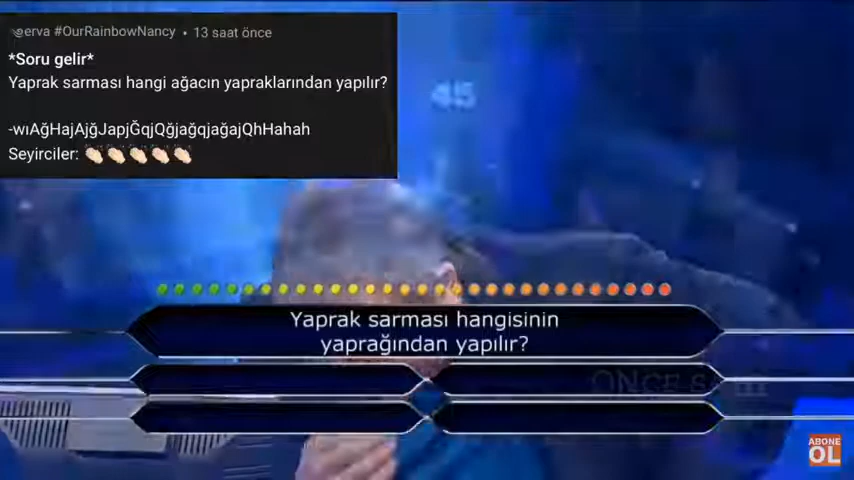 erva #OurRainbowNancy • 13 saat önce
*Soru gelir*
Yaprak sarması hangi ağacın yapraklarından yapılır?
-wıAğHajAjğJapjĞqjQğjağqjağajQhHahah
Seyirciler: 👏🏻👏🏻👏🏻👏🏻👏🏻
45
Yaprak sarması hangisinin
yaprağından yapılır?
ABONE
OL